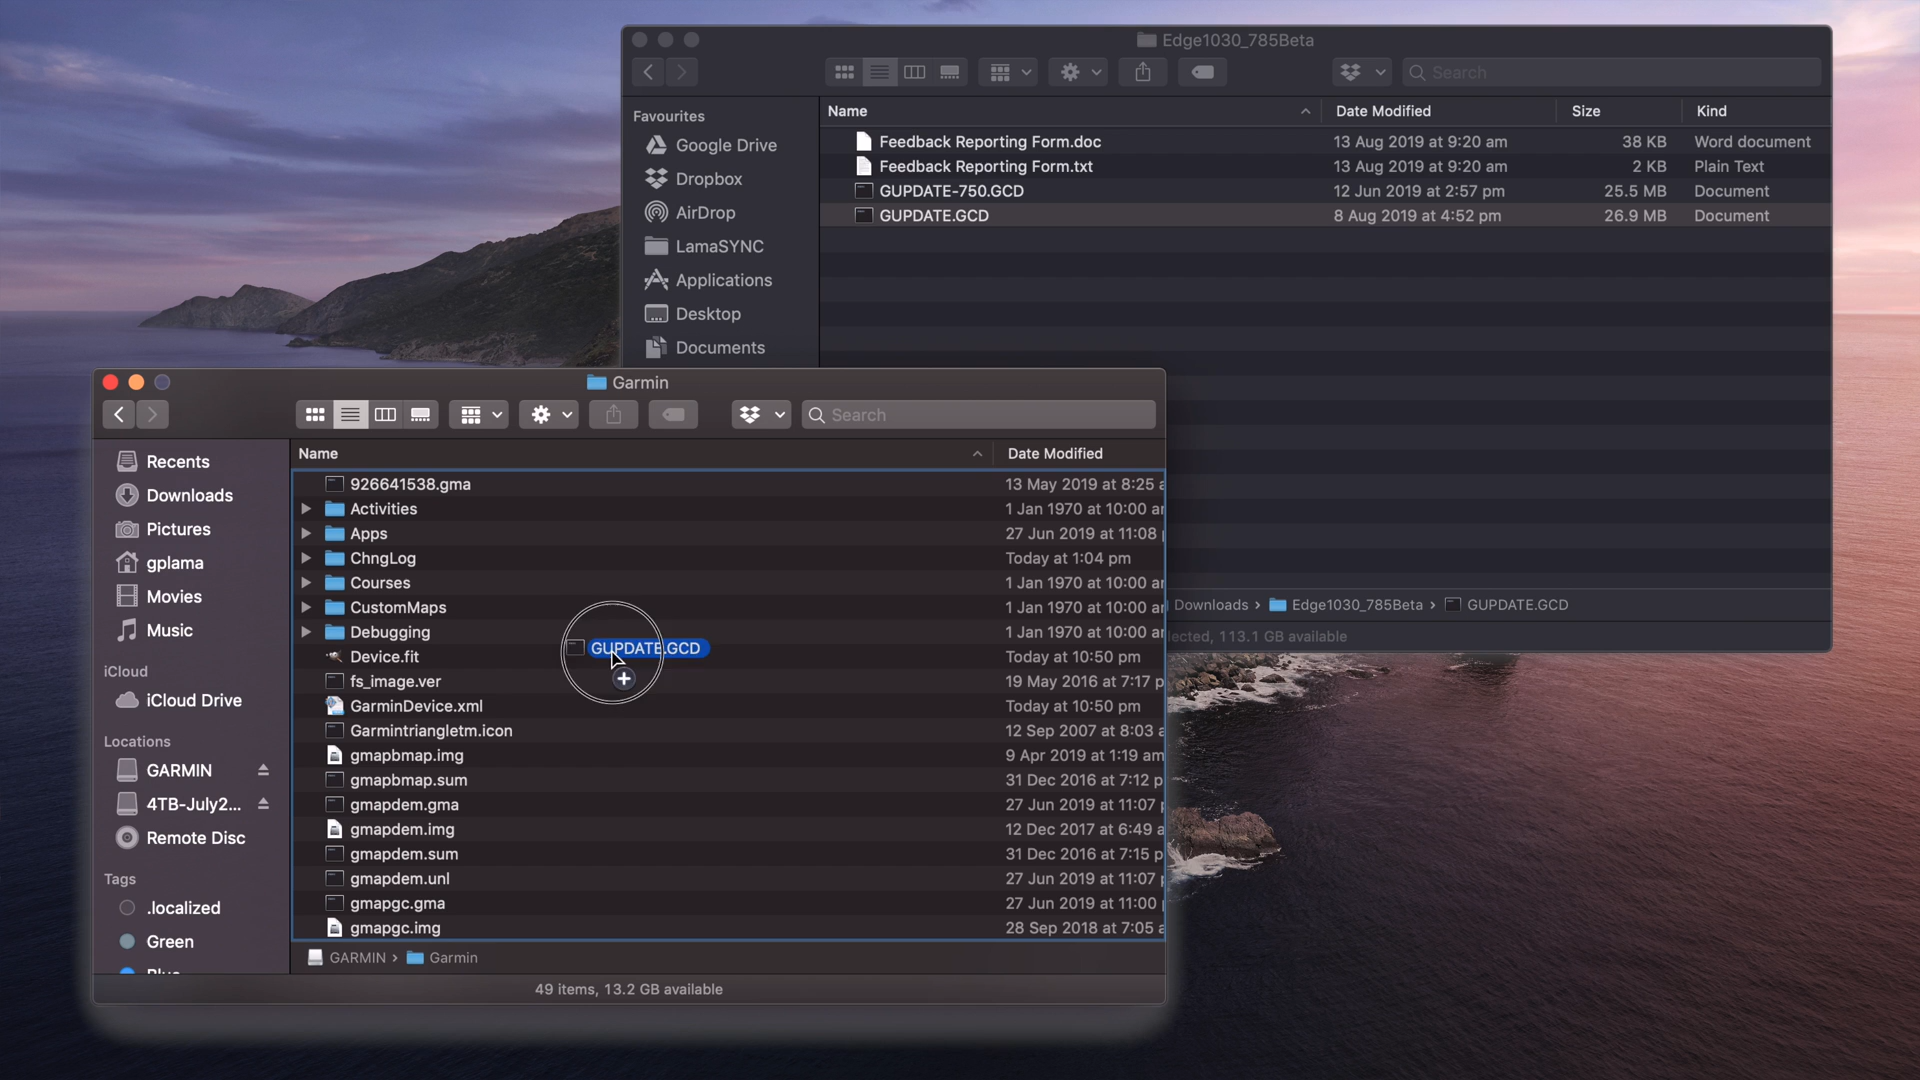 Edge1030_785Beta
Search
Favourites
Google Drive
Dropbox
AirDrop
LamaSYNC
Applications
Desktop
Documents
Name Date Modified Size Kind
Feedback Reporting Form.doc 13 Aug 2019 at 9:20 am 38 KB Word document
Feedback Reporting Form.txt 13 Aug 2019 at 9:20 am 2 KB Plain Text
GUPDATE-750.GCD 12 Jun 2019 at 2:57 pm 25.5 MB Document
GUPDATE.GCD 8 Aug 2019 at 4:52 pm 26.9 MB Document
Downloads › Edge1030_785Beta › GUPDATE.GCD
ected, 113.1 GB available
Garmin
Search
Recents
Downloads
Pictures
gplama
Movies
Music
iCloud
iCloud Drive
Locations
GARMIN
4TB-July2...
Remote Disc
Tags
.localized
Green
Name Date Modified
926641538.gma 13 May 2019 at 8:25
Activities 1 Jan 1970 at 10:00
Apps 27 Jun 2019 at 11:08
ChngLog Today at 1:04 pm
Courses 1 Jan 1970 at 10:00
CustomMaps 1 Jan 1970 at 10:00
Debugging 1 Jan 1970 at 10:00
GUPDATE.GCD
Device.fit Today at 10:50 pm
fs_image.ver 19 May 2016 at 7:17 p
GarminDevice.xml Today at 10:50 pm
Garmintriangletm.icon 12 Sep 2007 at 8:03
gmapbmap.img 9 Apr 2019 at 1:19 am
gmapbmap.sum 31 Dec 2016 at 7:12 p
gmapdem.gma 27 Jun 2019 at 11:07
gmapdem.img 12 Dec 2017 at 6:49
gmapdem.sum 31 Dec 2016 at 7:15 p
gmapdem.unl 27 Jun 2019 at 11:07
gmapgc.gma 27 Jun 2019 at 11:00
gmapgc.img 28 Sep 2018 at 7:05
GARMIN › Garmin
49 items, 13.2 GB available